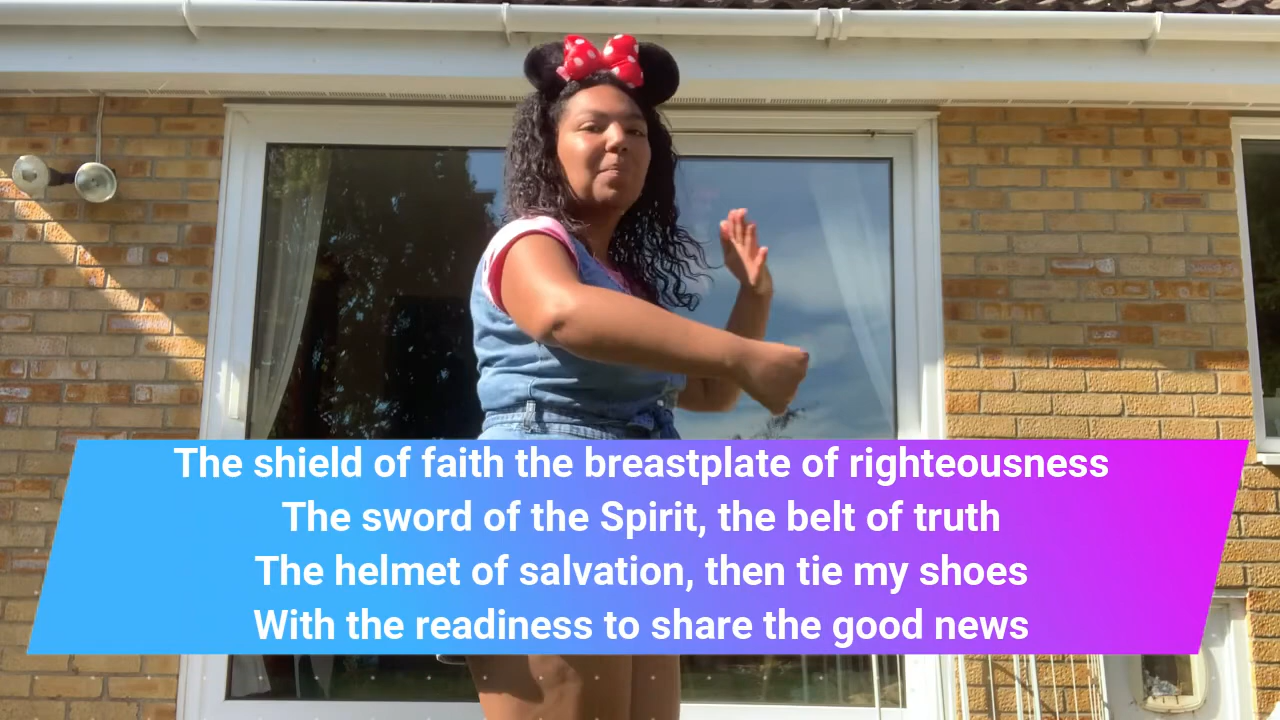 The shield of faith the breastplate of righteousness
The sword of the Spirit, the belt of truth
The helmet of salvation, then tie my shoes
With the readiness to share the good news